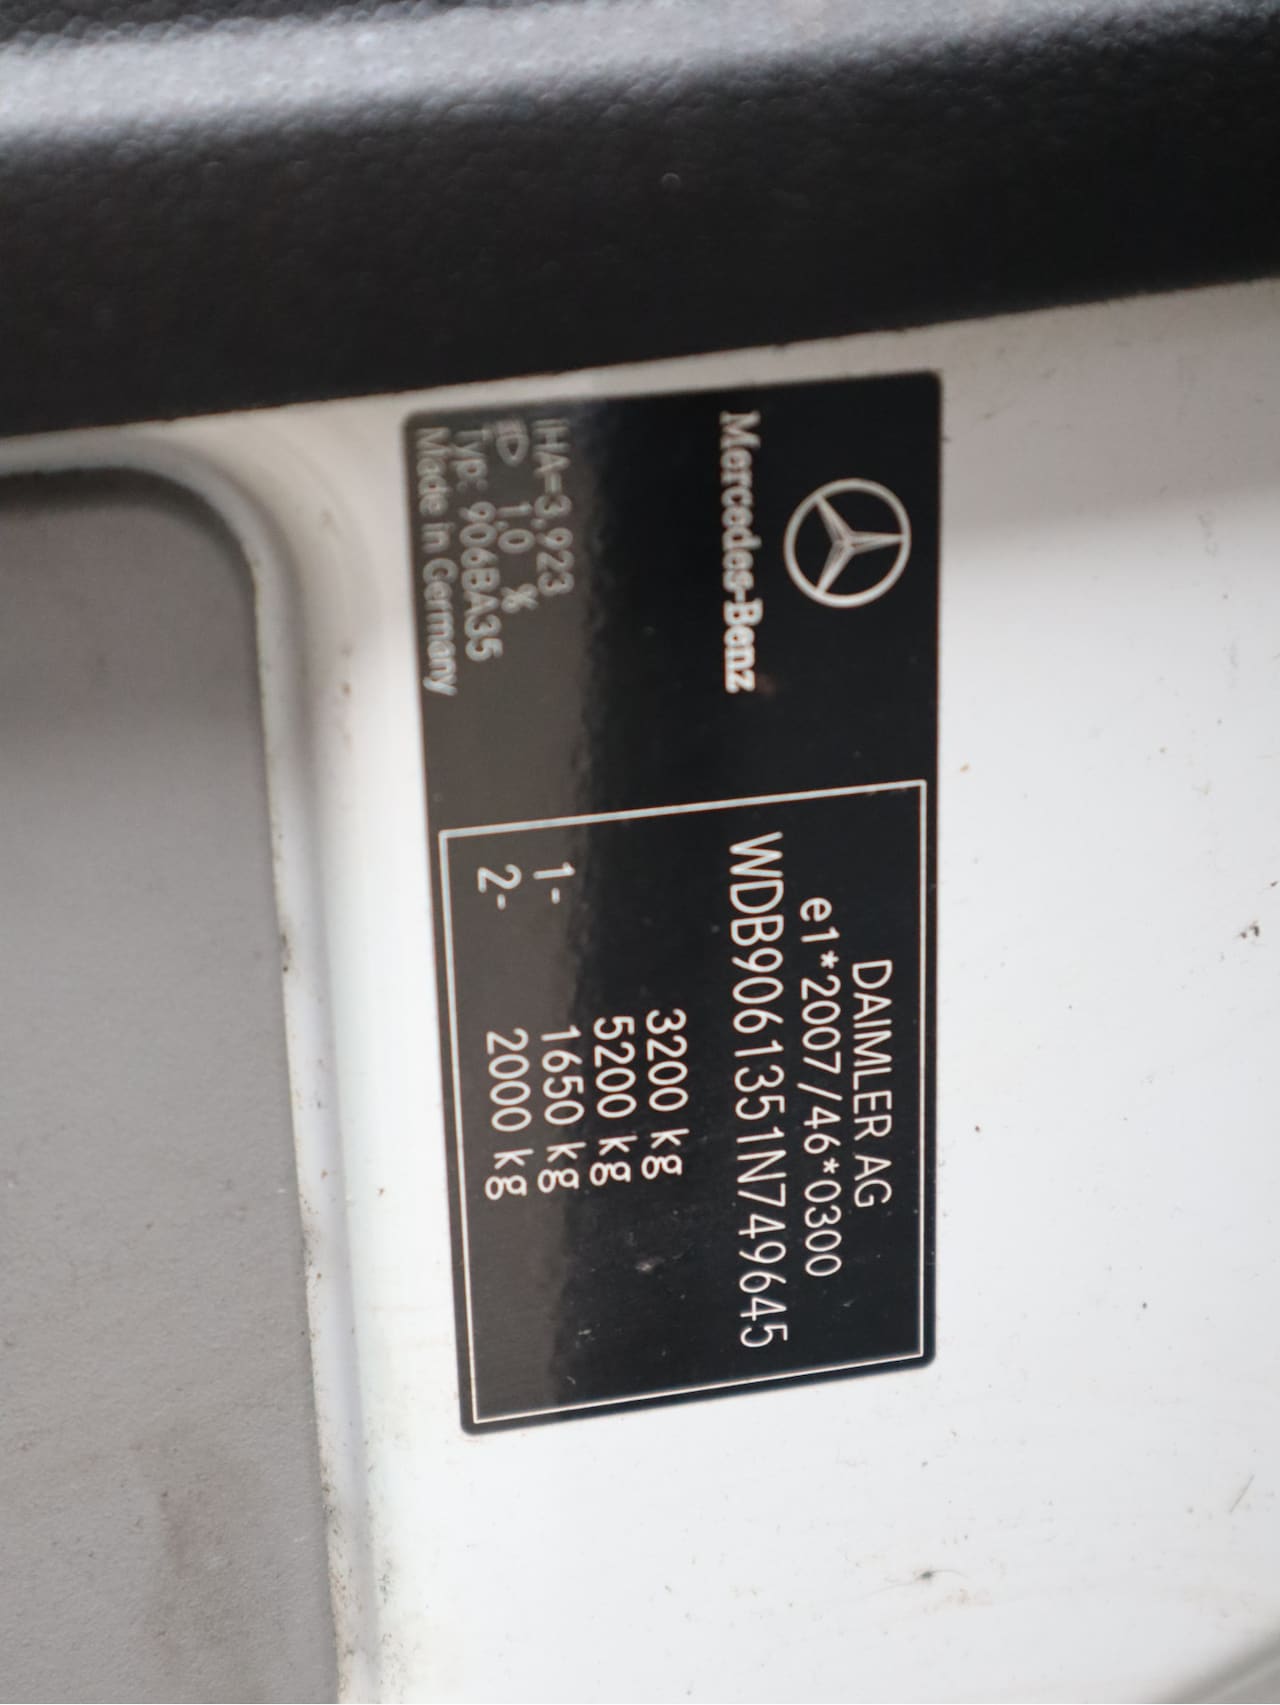 Mercedes-Benz
DAIMLER AG
e1*2007/46*0300
WDB9061351N749645
3200 kg
5200 kg
1- 1650 kg
2- 2000 kg
IHA=3,923
1,0 %
Typ: 906BA35
Made in Germany